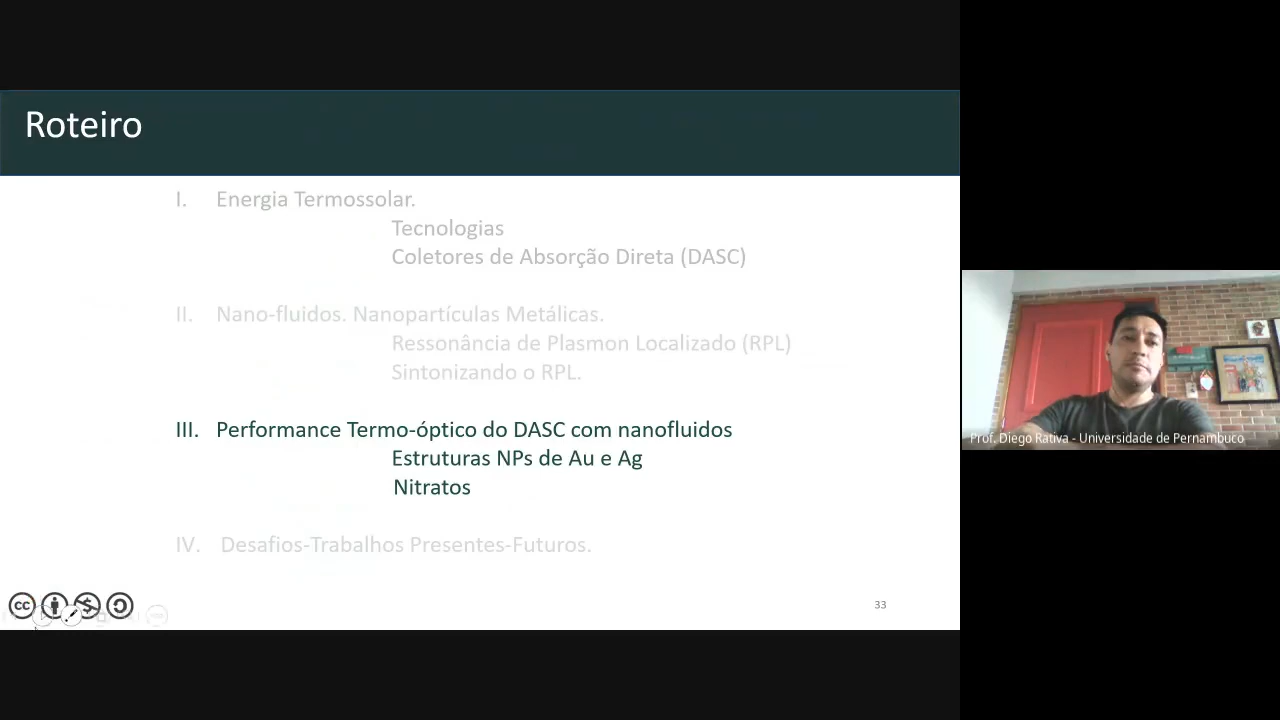 Roteiro
I. Energia Termossolar.
Tecnologias
Coletores de Absorção Direta (DASC)
II. Nano-fluidos. Nanopartículas Metálicas.
Ressonância de Plasmon Localizado (RPL)
Sintonizando o RPL.
III. Performance Termo-óptico do DASC com nanofluidos
Estruturas NPs de Au e Ag
Nitratos
IV. Desafios-Trabalhos Presentes-Futuros.
cc
33
Prof. Diego Rativa - Universidade de Pernambuco